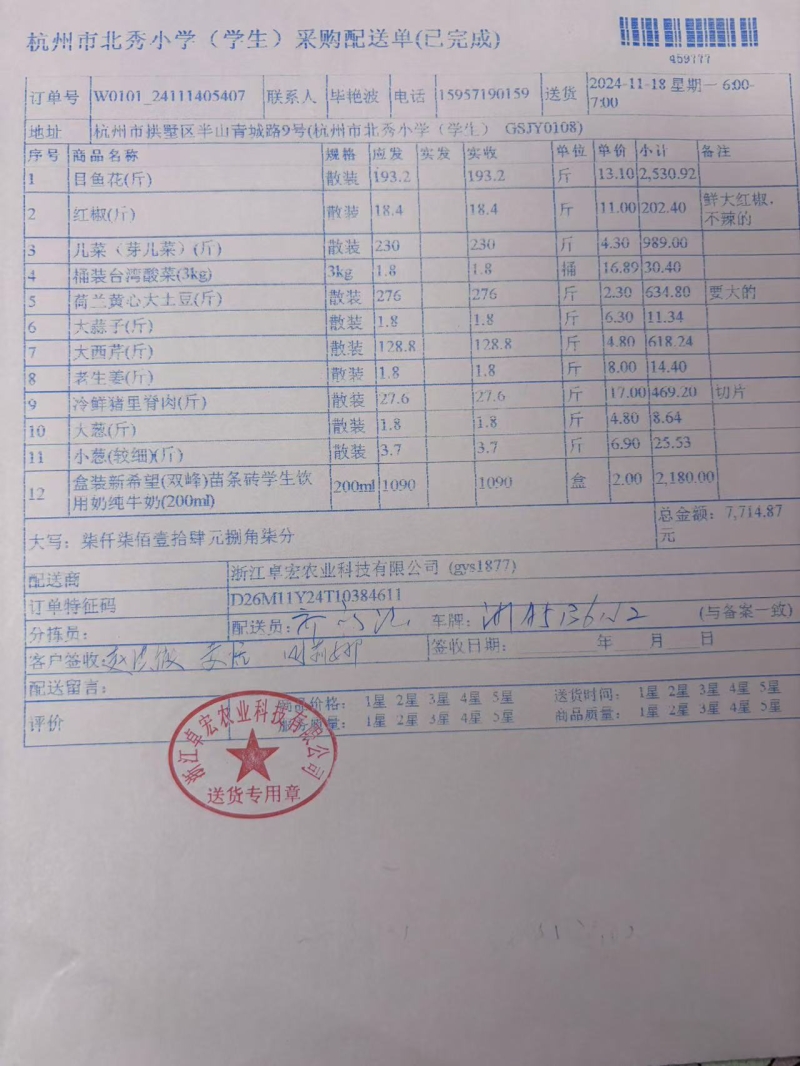 杭州市北秀小学（学生）采购配送单(已完成)
459777
订单号 W0101_24111405407 联系人 毕艳波 电话 15957190159 送货 2024-11-18 星期一 6:00-7:00
地址 杭州市拱墅区半山青城路9号(杭州市北秀小学（学生） GSJY0108)
序号 商品名称 规格 应发 实发 实收 单位 单价 小计 备注
1 目鱼花(斤) 散装 193.2 193.2 斤 13.10 2,530.92
2 红椒(斤) 散装 18.4 18.4 斤 11.00 202.40 鲜大红椒，不辣的
3 儿菜（芽儿菜）(斤) 散装 230 230 斤 4.30 989.00
4 桶装台湾酸菜(3kg) 3kg 1.8 1.8 桶 16.89 30.40
5 荷兰黄心大土豆(斤) 散装 276 276 斤 2.30 634.80 要大的
6 大蒜子(斤) 散装 1.8 1.8 斤 6.30 11.34
7 大西芹(斤) 散装 128.8 128.8 斤 4.80 618.24
8 老生姜(斤) 散装 1.8 1.8 斤 8.00 14.40
9 冷鲜猪里脊肉(斤) 散装 27.6 27.6 斤 17.00 469.20 切片
10 大葱(斤) 散装 1.8 1.8 斤 4.80 8.64
11 小葱(较细)(斤) 散装 3.7 3.7 斤 6.90 25.53
12 盒装新希望(双峰)苗条砖学生饮用奶纯牛奶(200ml) 200ml 1090 1090 盒 2.00 2,180.00
大写：柒仟柒佰壹拾肆元捌角柒分 总金额：7,714.87元
配送商 浙江卓宏农业科技有限公司 (gys1877)
订单特征码 D26M11Y24T10384611
分拣员： 配送员： 车牌： (与备案一致)
客户签收 签收日期： 年 月 日
配送留言：
评价 商品价格： 1星 2星 3星 4星 5星 送货时间： 1星 2星 3星 4星 5星
服务质量： 1星 2星 3星 4星 5星 商品质量： 1星 2星 3星 4星 5星
浙江卓宏农业科技有限公司
送货专用章